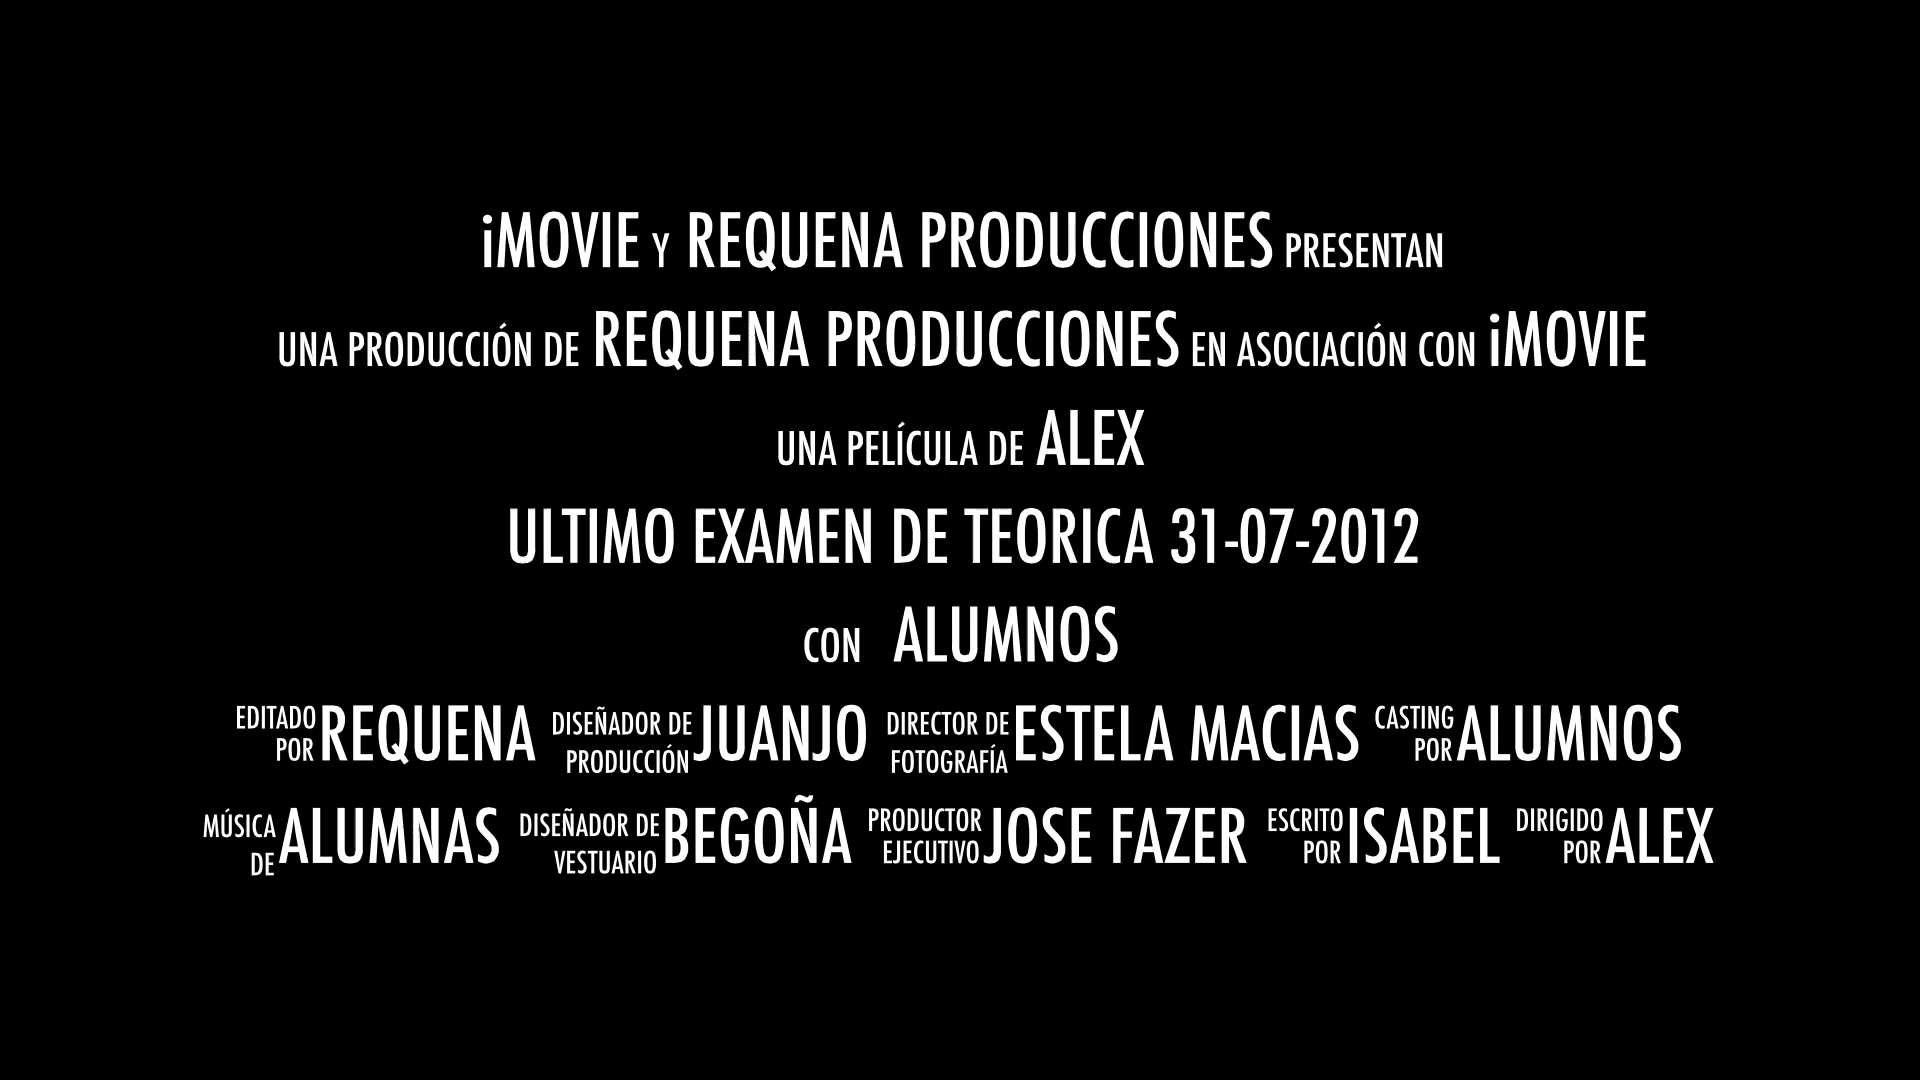 iMOVIE Y REQUENA PRODUCCIONES PRESENTAN
UNA PRODUCCIÓN DE REQUENA PRODUCCIONES EN ASOCIACIÓN CON iMOVIE
UNA PELÍCULA DE ALEX
ULTIMO EXAMEN DE TEORICA 31-07-2012
CON ALUMNOS
EDITADO POR REQUENA DISEÑADOR DE PRODUCCIÓN JUANJO DIRECTOR DE FOTOGRAFÍA ESTELA MACIAS CASTING POR ALUMNOS
MÚSICA DE ALUMNAS DISEÑADOR DE VESTUARIO BEGOÑA PRODUCTOR EJECUTIVO JOSE FAZER ESCRITO POR ISABEL DIRIGIDO POR ALEX